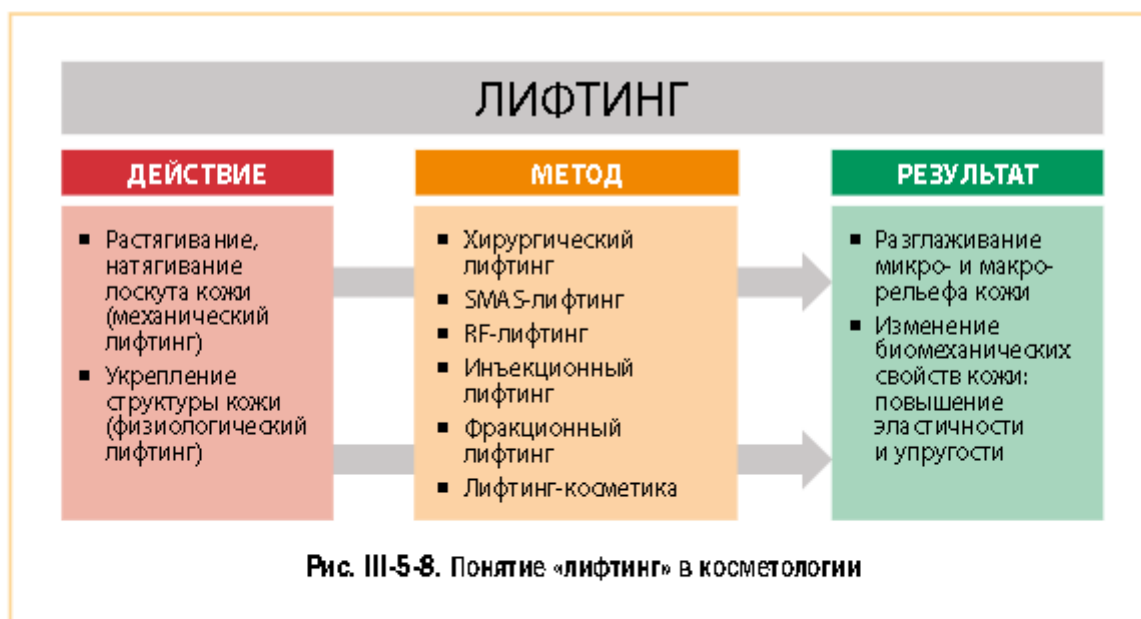 ЛИФТИНГ
ДЕЙСТВИЕ
■ Растягивание,
натягивание
лоскута кожи
(механический
лифтинг)
■ Укрепление
структуры кожи
(физиологический
лифтинг)
МЕТОД
■ Хирургический
лифтинг
■ SMAS-лифтинг
■ RF-лифтинг
■ Инъекционный
лифтинг
■ Фракционный
лифтинг
■ Лифтинг-косметика
РЕЗУЛЬТАТ
■ Разглаживание
микро- и макро-
рельефа кожи
■ Изменение
биомеханических
свойств кожи:
повышение
эластичности
и упругости
Рис. III-5-8. Понятие «лифтинг» в косметологии